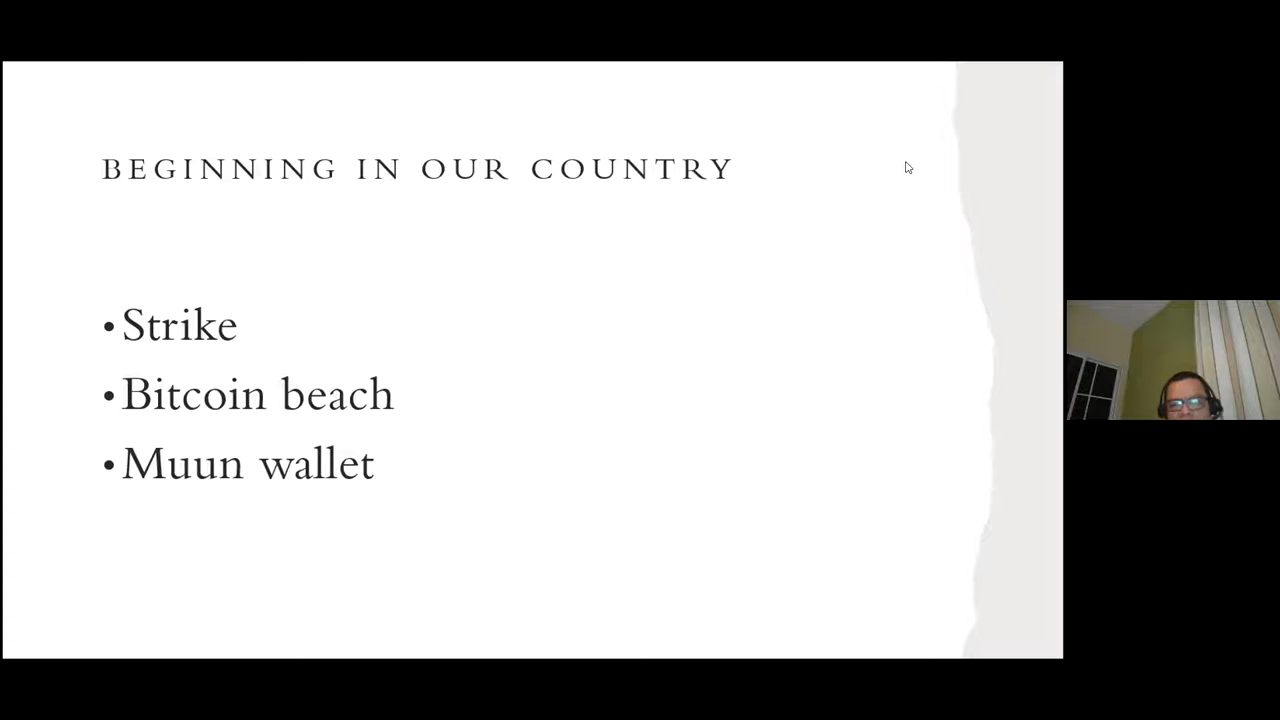 BEGINNING IN OUR COUNTRY
• Strike
• Bitcoin beach
• Muun wallet